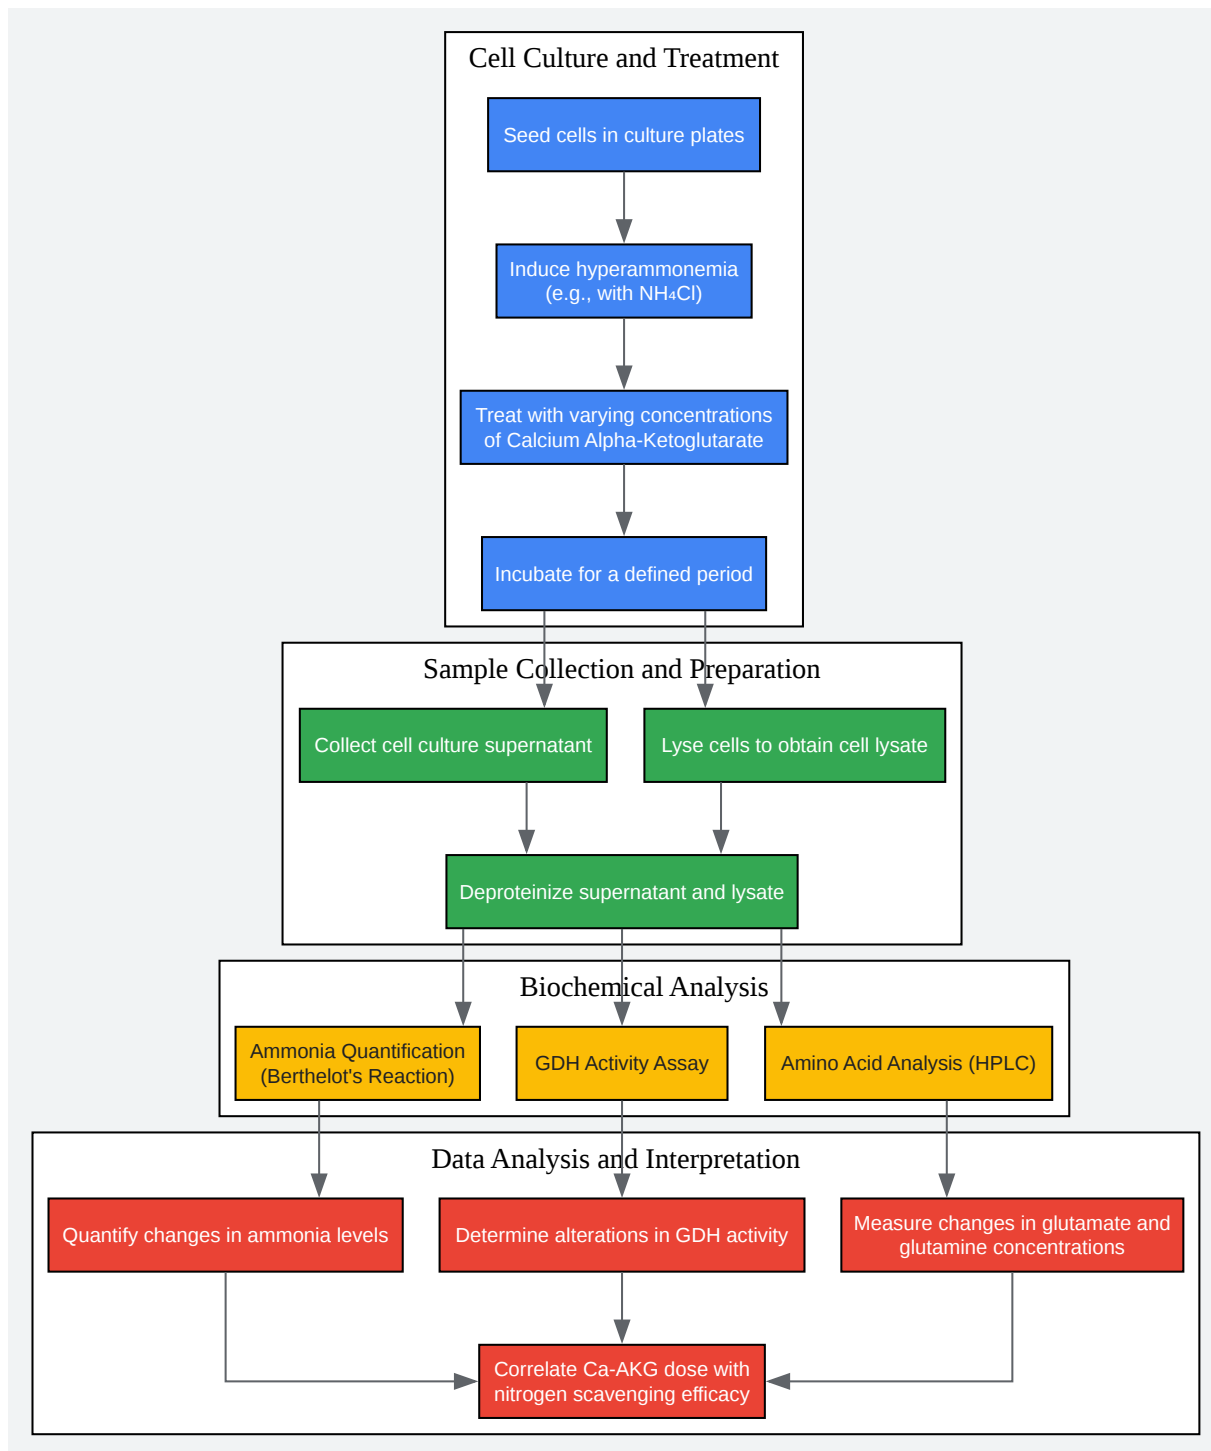 Cell Culture and Treatment
Seed cells in culture plates
Induce hyperammonemia
(e.g., with NH₄Cl)
Treat with varying concentrations
of Calcium Alpha-Ketoglutarate
Incubate for a defined period
Sample Collection and Preparation
Collect cell culture supernatant
Lyse cells to obtain cell lysate
Deproteinize supernatant and lysate
Biochemical Analysis
Ammonia Quantification
(Berthelot's Reaction)
GDH Activity Assay
Amino Acid Analysis (HPLC)
Data Analysis and Interpretation
Quantify changes in ammonia levels
Determine alterations in GDH activity
Measure changes in glutamate and
glutamine concentrations
Correlate Ca-AKG dose with
nitrogen scavenging efficacy